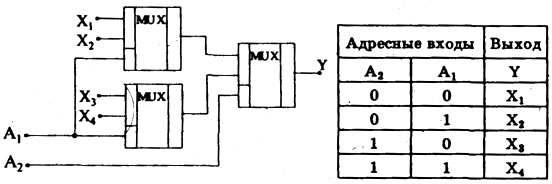 X₁
X₂
MUX
MUX
Y
X₃
X₄
MUX
A₁
A₂
Адресные входы Выход
A₂ A₁ Y
0 0 X₁
0 1 X₂
1 0 X₃
1 1 X₄